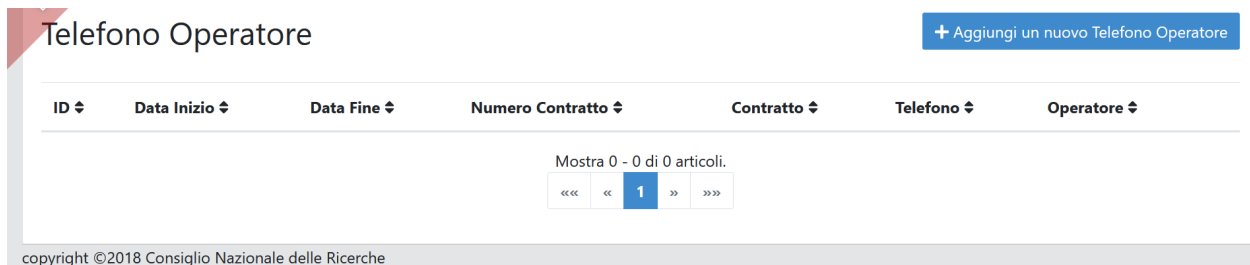 Telefono Operatore
+ Aggiungi un nuovo Telefono Operatore
ID Data Inizio Data Fine Numero Contratto Contratto Telefono Operatore
Mostra 0 - 0 di 0 articoli.
«« « 1 » »»
copyright ©2018 Consiglio Nazionale delle Ricerche